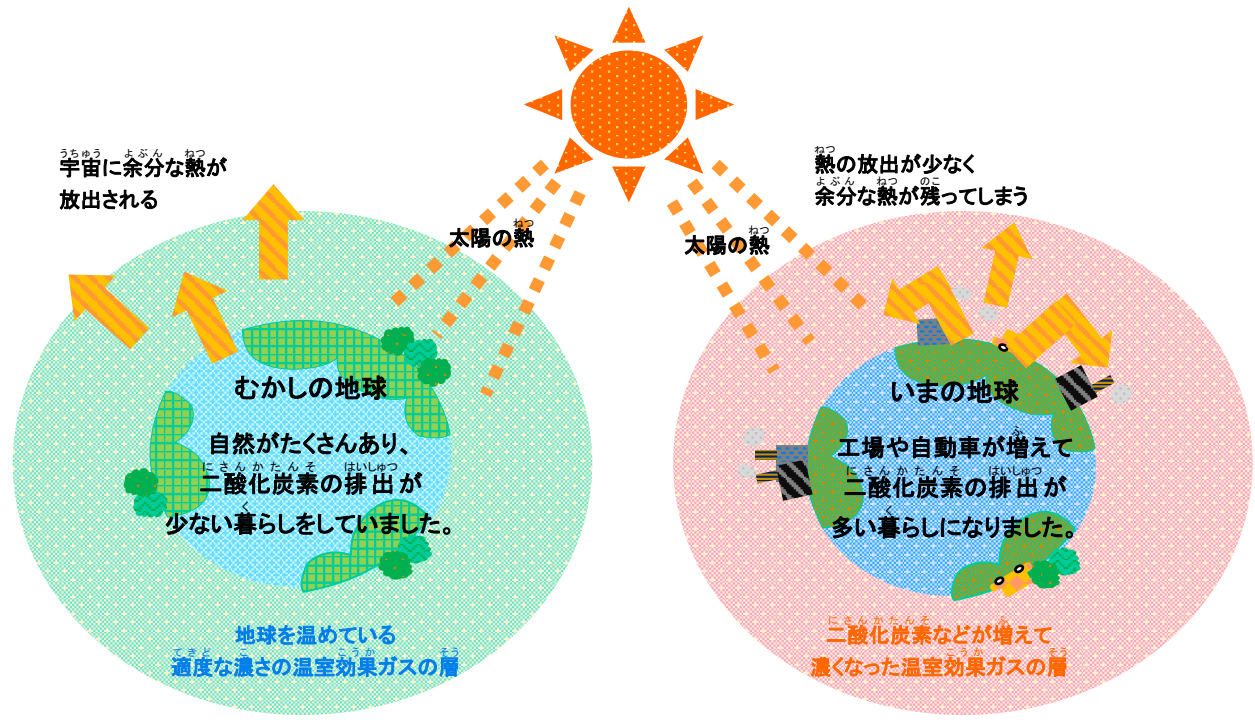 宇宙に余分な熱が
放出される
太陽の熱
むかしの地球
自然がたくさんあり、
二酸化炭素の排出が
少ない暮らしをしていました。
地球を温めている
適度な濃さの温室効果ガスの層
熱の放出が少なく
余分な熱が残ってしまう
太陽の熱
いまの地球
工場や自動車が増えて
二酸化炭素の排出が
多い暮らしになりました。
二酸化炭素などが増えて
濃くなった温室効果ガスの層